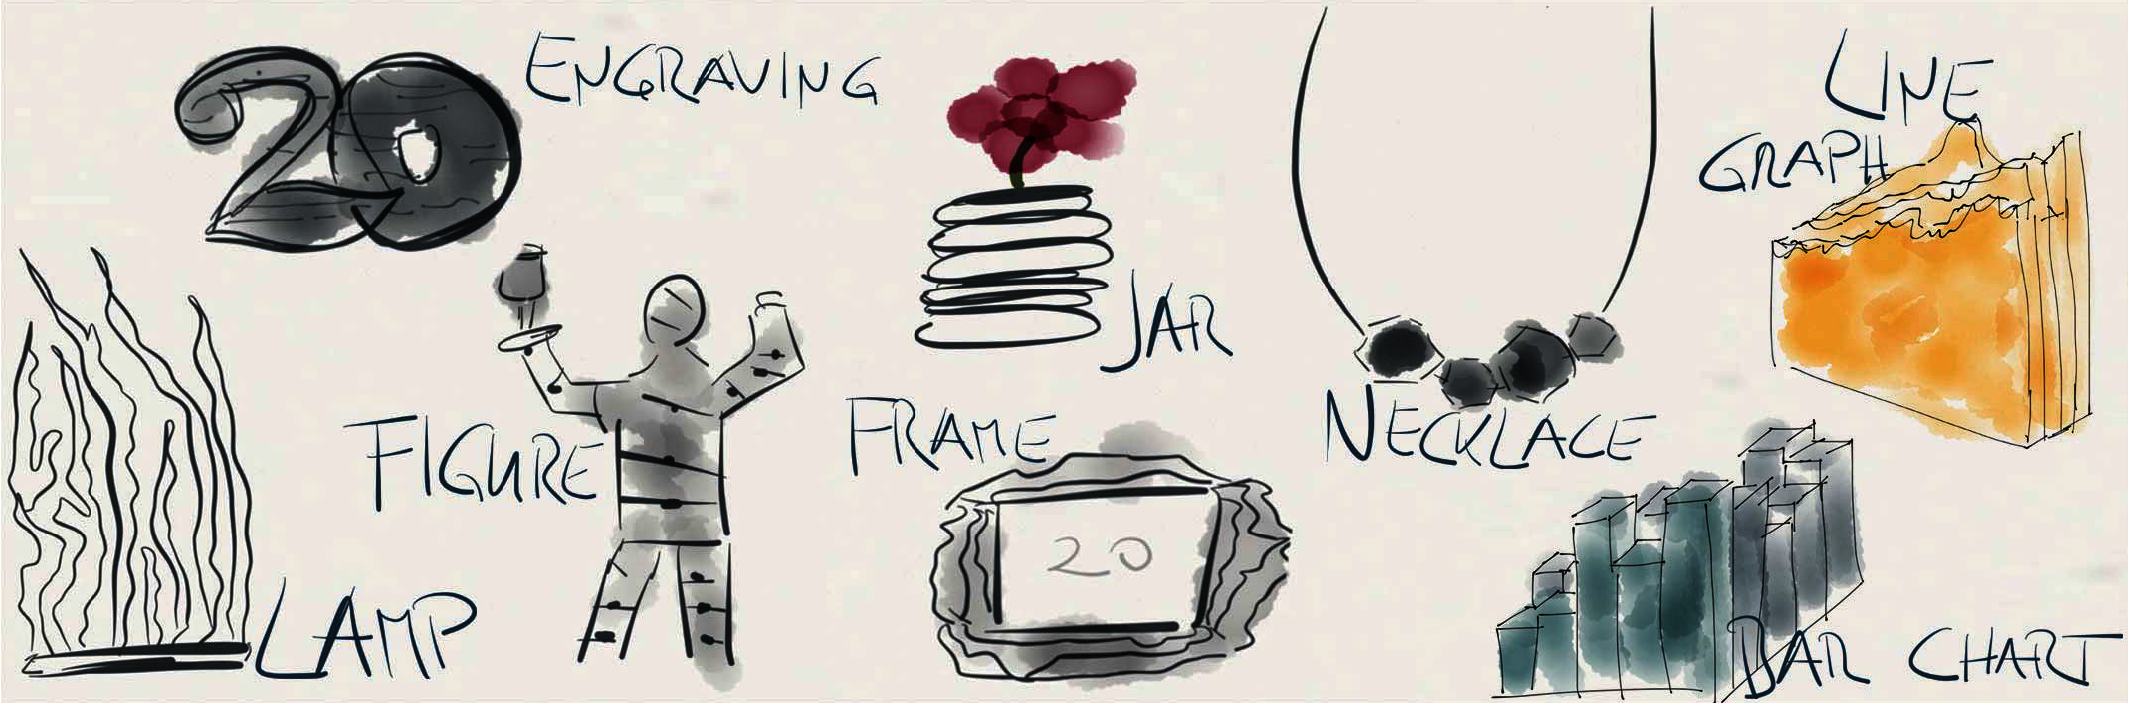 20
ENGRAVING
LINE
GRAPH
JAR
FIGURE
FRAME
NECKLACE
20
LAMP
BAR CHART